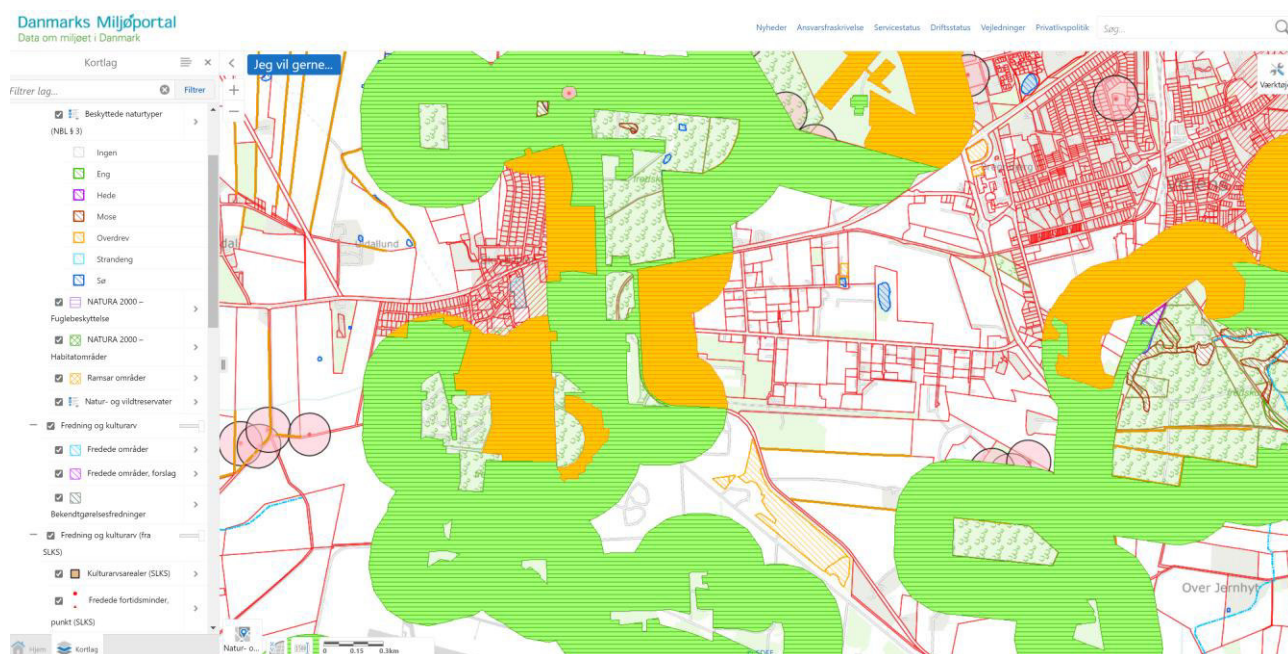 Danmarks Miljøportal
Data om miljøet i Danmark
Nyheder Ansvarsfraskrivelse Servicestatus Driftsstatus Vejledninger Privatlivspolitik Søg...
Kortlag
Jeg vil gerne...
Filtrer lag...
Filtrer
Værktøj
Beskyttede naturtyper
(NBL § 3)
Ingen
Eng
Hede
Mose
Overdrev
Strandeng
Sø
NATURA 2000 –
Fuglebeskyttelse
NATURA 2000 –
Habitatområder
Ramsar områder
Natur- og vildtreservater
Fredning og kulturarv
Fredede områder
Fredede områder, forslag
Bekendtgørelsesfredninger
Fredning og kulturarv (fra
SLKS)
Kulturarvsarealer (SLKS)
Fredede fortidsminder,
punkt (SLKS)
Over Jernhyt
Hjem Kortlag
Natur- o...
0 0.15 0.3km